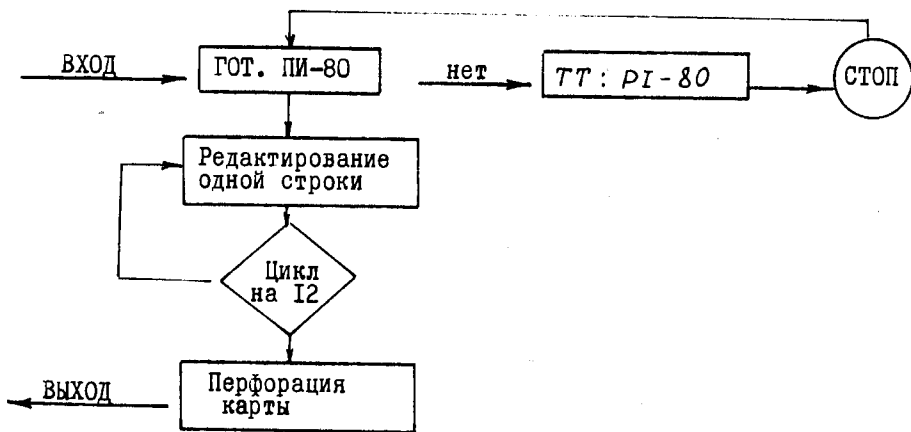 ВХОД
ГОТ. ПИ-80
нет
TT: PI-80
СТОП
Редактирование
одной строки
Цикл
на I2
Перфорация
карты
ВЫХОД